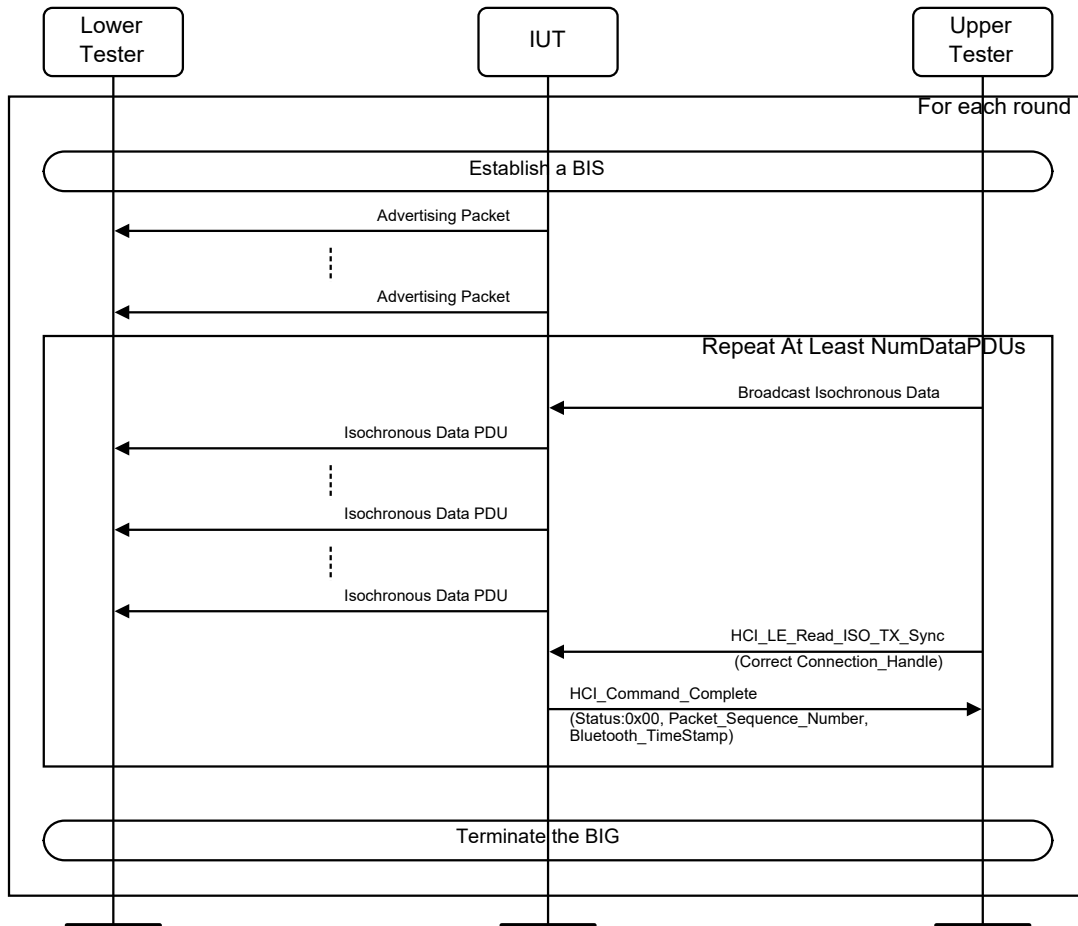 Lower
Tester
IUT
Upper
Tester
For each round
Establish a BIS
Advertising Packet
Advertising Packet
Repeat At Least NumDataPDUs
Broadcast Isochronous Data
Isochronous Data PDU
Isochronous Data PDU
Isochronous Data PDU
HCI_LE_Read_ISO_TX_Sync
(Correct Connection_Handle)
HCI_Command_Complete
(Status:0x00, Packet_Sequence_Number,
Bluetooth_TimeStamp)
Terminate the BIG